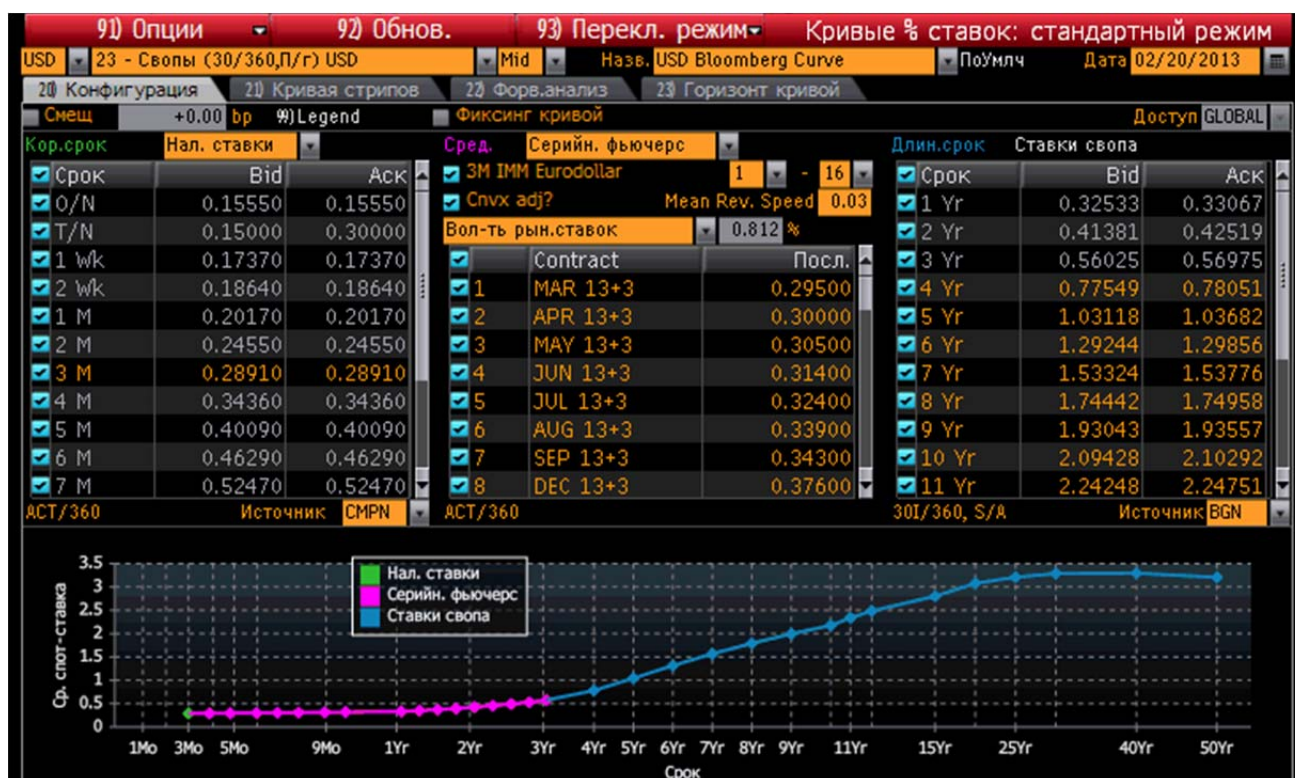 91) Опции 92) Обнов. 93) Перекл. режим Кривые % ставок: стандартный режим
USD 23 - Свопы (30/360,П/г) USD Mid Назв. USD Bloomberg Curve ПоУмлч Дата 02/20/2013
20) Конфигурация 21) Кривая стрипов 22) Форв.анализ 23) Горизонт кривой
Смещ +0.00 bp 99)Legend Фиксинг кривой Доступ GLOBAL
Кор.срок Нал. ставки Сред. Серийн. фьючерс Длин.срок Ставки свопа
Срок Bid Аск 3M IMM Eurodollar 1 - 16 Срок Bid Аск
O/N 0.15550 0.15550 Cnvx adj? Mean Rev. Speed 0.03 1 Yr 0.32533 0.33067
T/N 0.15000 0.30000 Вол-ть рын.ставок 0.812 % 2 Yr 0.41381 0.42519
1 Wk 0.17370 0.17370 Contract Посл. 3 Yr 0.56025 0.56975
2 Wk 0.18640 0.18640 1 MAR 13+3 0.29500 4 Yr 0.77549 0.78051
1 M 0.20170 0.20170 2 APR 13+3 0.30000 5 Yr 1.03118 1.03682
2 M 0.24550 0.24550 3 MAY 13+3 0.30500 6 Yr 1.29244 1.29856
3 M 0.28910 0.28910 4 JUN 13+3 0.31400 7 Yr 1.53324 1.53776
4 M 0.34360 0.34360 5 JUL 13+3 0.32400 8 Yr 1.74442 1.74958
5 M 0.40090 0.40090 6 AUG 13+3 0.33900 9 Yr 1.93043 1.93557
6 M 0.46290 0.46290 7 SEP 13+3 0.34300 10 Yr 2.09428 2.10292
7 M 0.52470 0.52470 8 DEC 13+3 0.37600 11 Yr 2.24248 2.24751
ACT/360 Источник CMPN ACT/360 30I/360, S/A Источник BGN
Нал. ставки
Серийн. фьючерс
Ставки свопа
Ср. спот-ставка
3.5
3
2.5
2
1.5
1
0.5
0
1Mo 3Mo 5Mo 9Mo 1Yr 2Yr 3Yr 4Yr 5Yr 6Yr 7Yr 8Yr 9Yr 11Yr 15Yr 25Yr 40Yr 50Yr
Срок